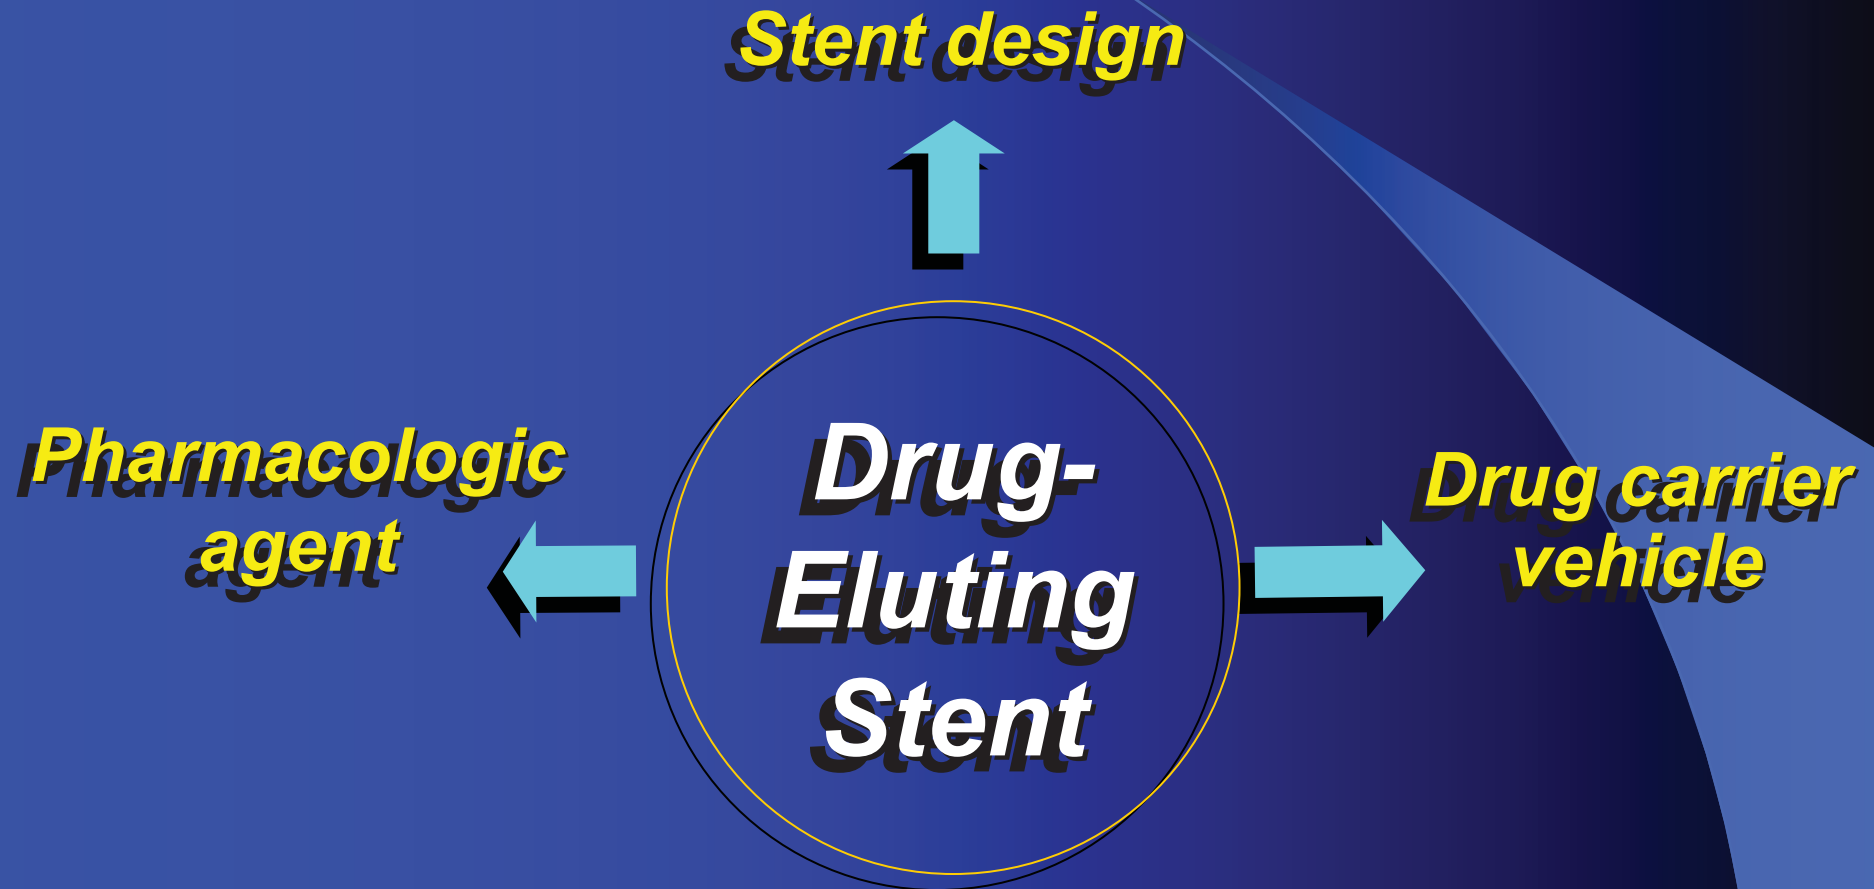 Stent design
Pharmacologic
agent
Drug-
Eluting
Stent
Drug carrier
vehicle